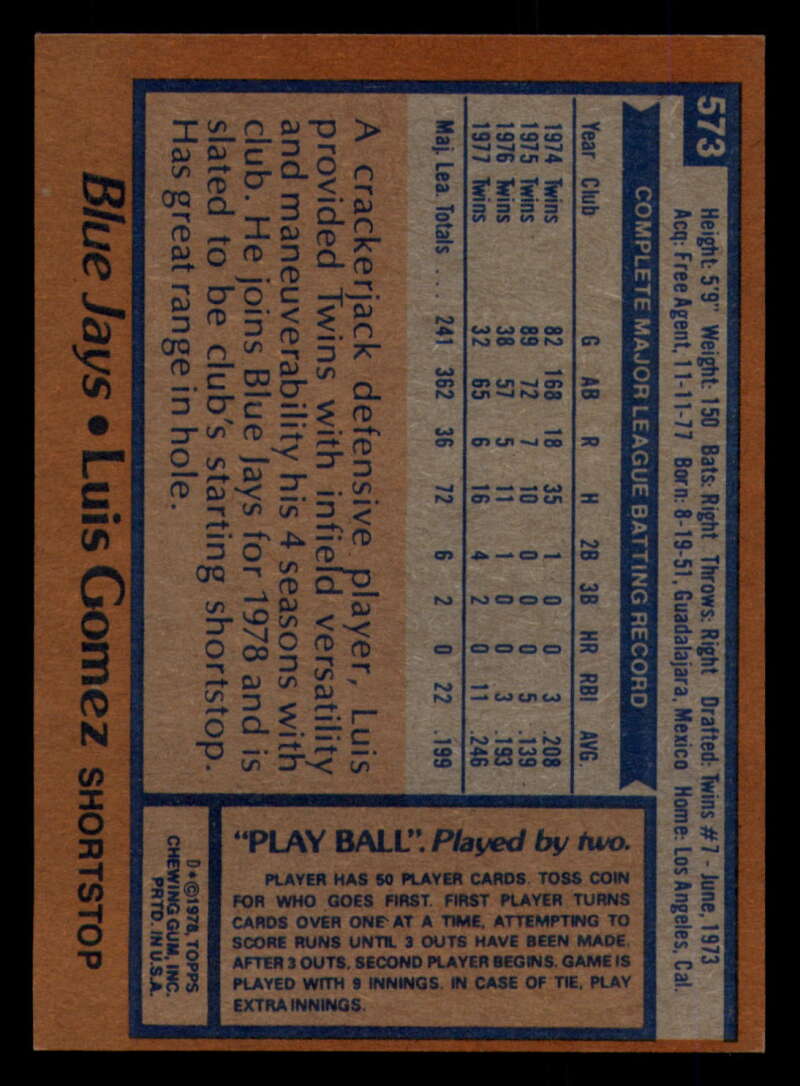 573
Height: 5'9" Weight: 150 Bats: Right Throws: Right Drafted: Twins #7 - June, 1973
Acq: Free Agent, 11-11-77 Born: 8-19-51, Guadalajara, Mexico Home: Los Angeles, Cal.
COMPLETE MAJOR LEAGUE BATTING RECORD
Year Club G AB R H 2B 3B HR RBI AVG.
1974 Twins 82 168 18 35 1 0 0 3 .208
1975 Twins 89 72 7 10 0 0 0 5 .139
1976 Twins 38 57 5 11 1 0 0 3 .193
1977 Twins 32 65 6 16 4 2 0 11 .246
Maj. Lea. Totals . . . 241 362 36 72 6 2 0 22 .199
A crackerjack defensive player, Luis
provided Twins with infield versatility
and maneuverability his 4 seasons with
club. He joins Blue Jays for 1978 and is
slated to be club's starting shortstop.
Has great range in hole.
Blue Jays • Luis Gomez SHORTSTOP
"PLAY BALL". Played by two.
PLAYER HAS 50 PLAYER CARDS. TOSS COIN
FOR WHO GOES FIRST. FIRST PLAYER TURNS
CARDS OVER ONE AT A TIME, ATTEMPTING TO
SCORE RUNS UNTIL 3 OUTS HAVE BEEN MADE.
AFTER 3 OUTS, SECOND PLAYER BEGINS. GAME IS
PLAYED WITH 9 INNINGS. IN CASE OF TIE, PLAY
EXTRA INNINGS.
D*©1978, TOPPS
CHEWING GUM, INC.
PRTD. IN U.S.A.